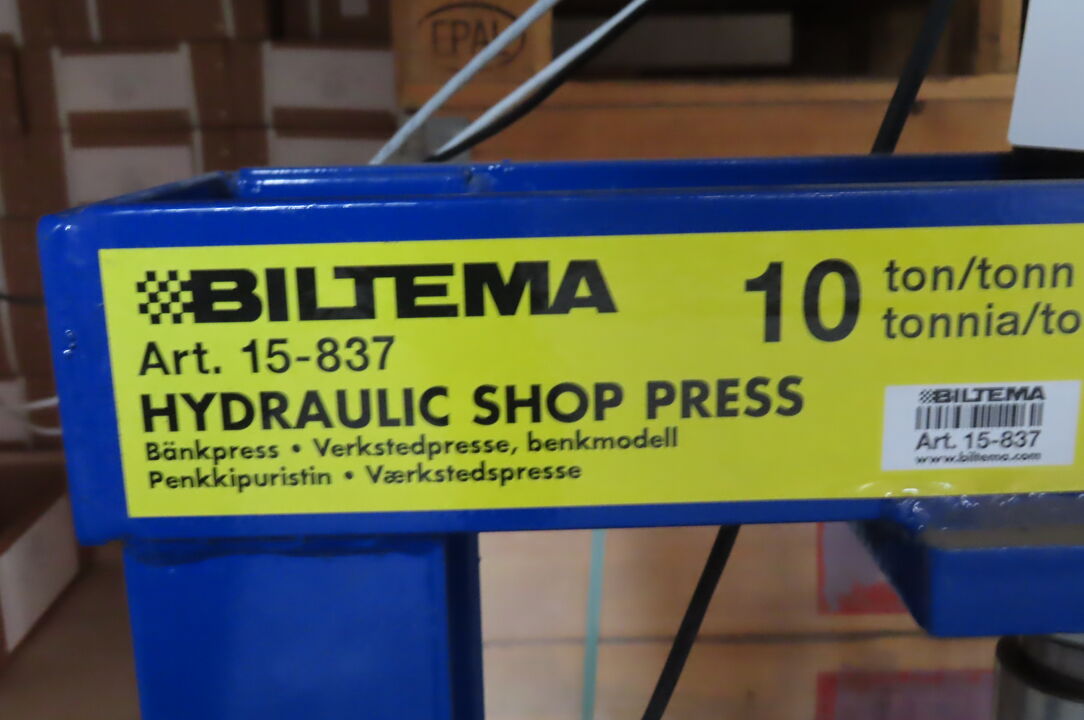 EPAL
BILTEMA
Art. 15-837
HYDRAULIC SHOP PRESS
Bänkpress • Verkstedpresse, benkmodell
Penkkipuristin • Værkstedspresse
10 ton/tonn
tonnia/to
BILTEMA
Art. 15-837
www.biltema.com